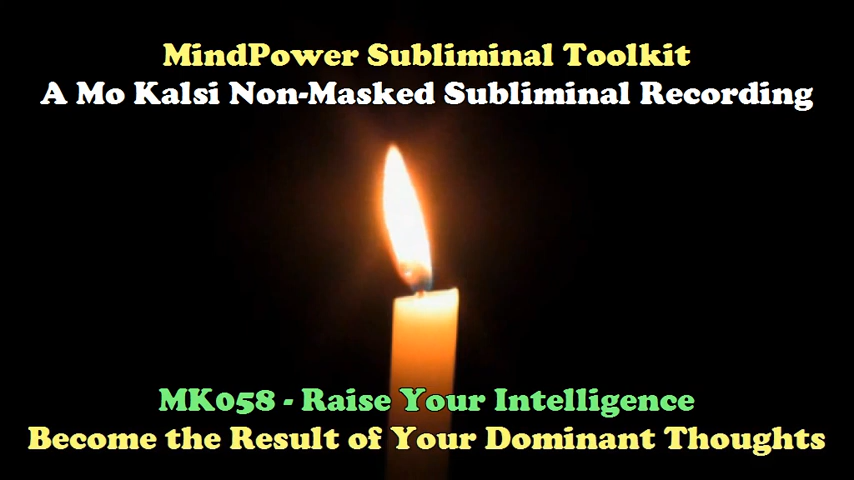 MindPower Subliminal Toolkit
A Mo Kalsi Non-Masked Subliminal Recording
MK058 - Raise Your Intelligence
Become the Result of Your Dominant Thoughts